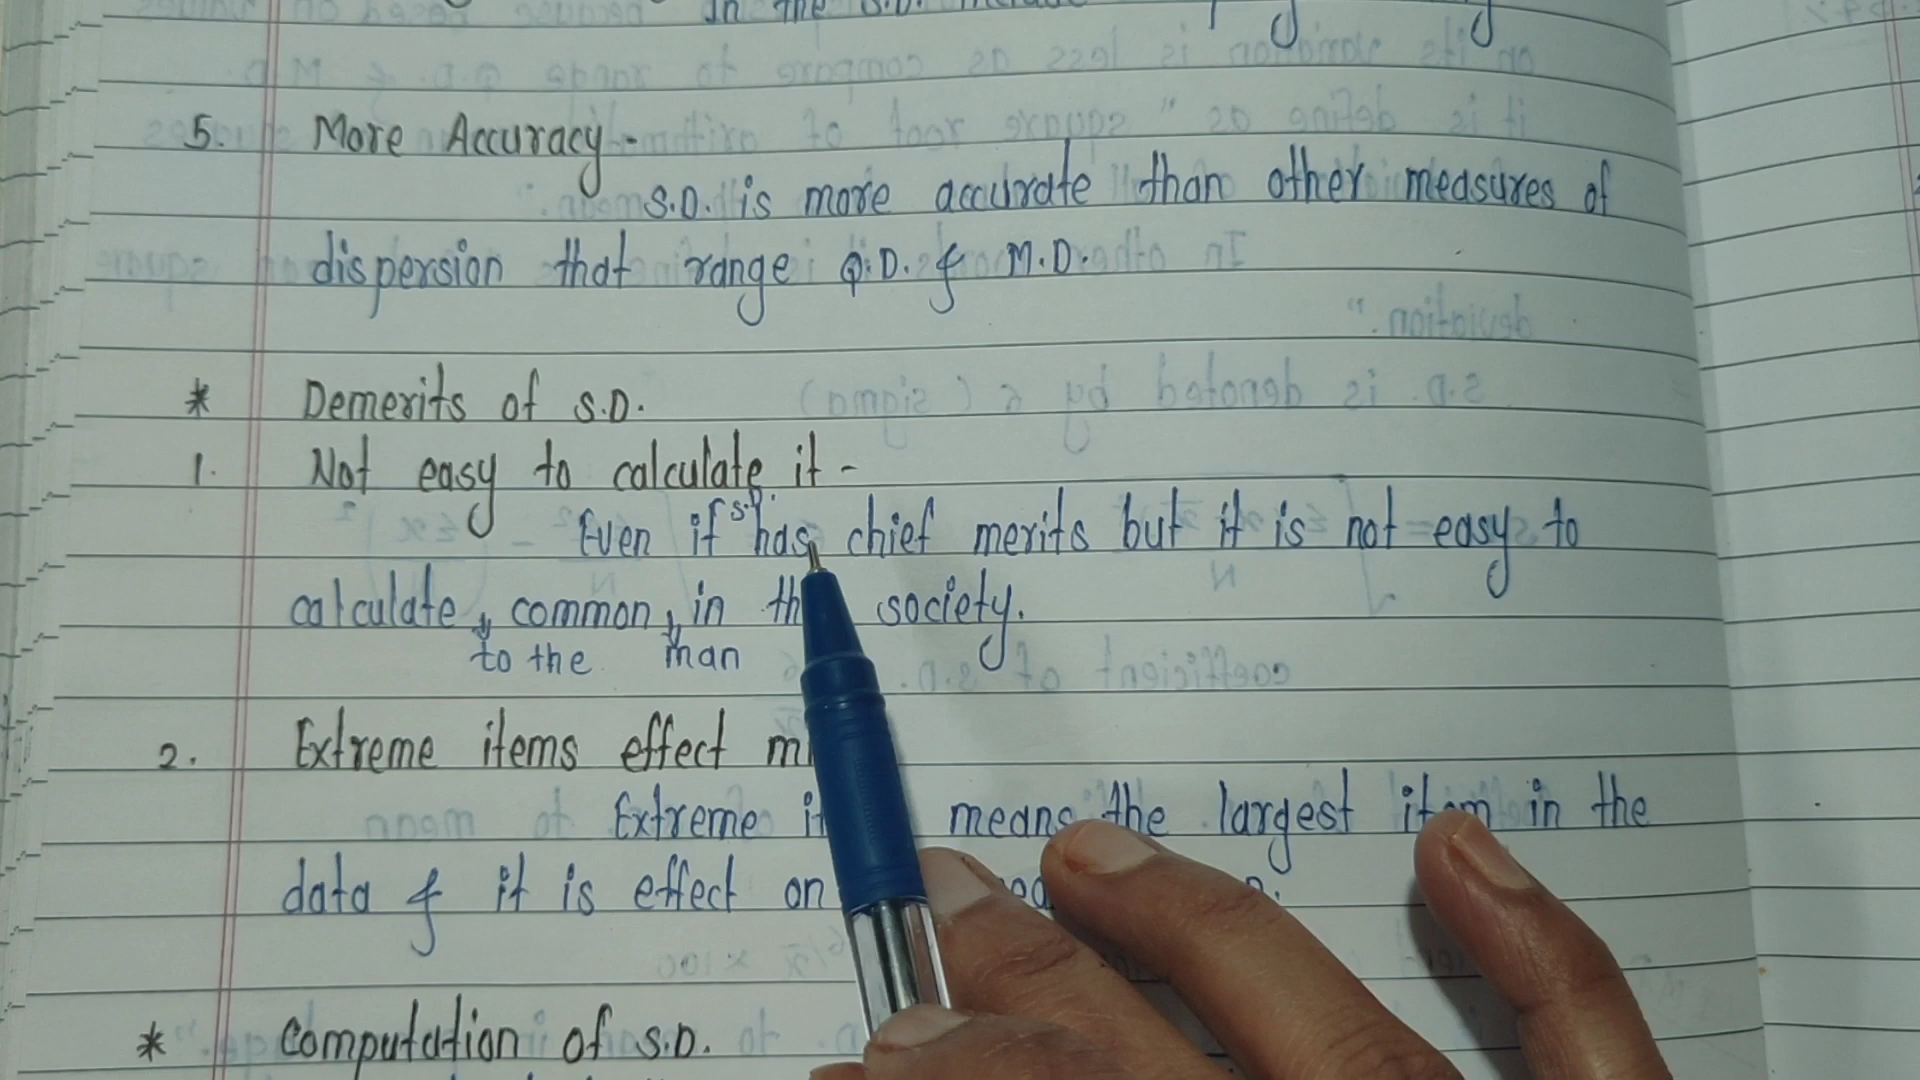 in the S.D.
5. More Accuracy -
S.D. is more accurate than other measures of
dispersion that range Q.D. & M.D.
* Demerits of S.D.
1. Not easy to calculate it -
Even if S.D. has chief merits but it is not easy to
calculate to the common man in the society.
2. Extreme items effect
Extreme means the largest item in the
data & it is effect on
* Computation of S.D.